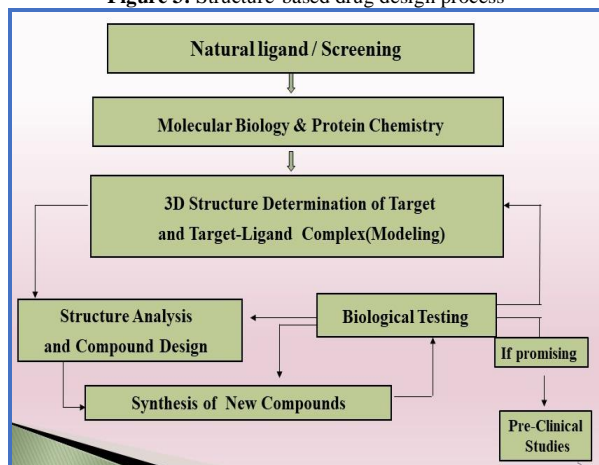 Figure 3: Structure-based drug design process
Natural ligand / Screening
Molecular Biology & Protein Chemistry
3D Structure Determination of Target
and Target-Ligand Complex(Modeling)
Structure Analysis
and Compound Design
Biological Testing
If promising
Synthesis of New Compounds
Pre-Clinical
Studies